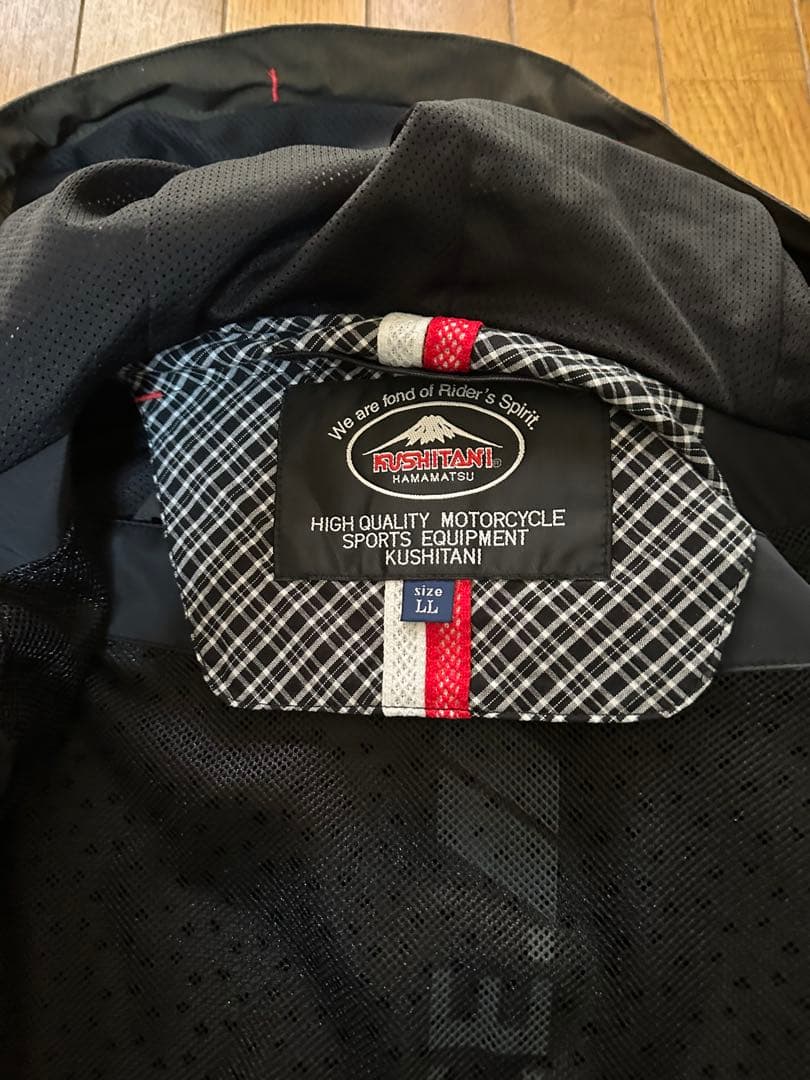 We are fond of Rider's Spirit
KUSHITANI®
HAMAMATSU
HIGH QUALITY MOTORCYCLE
SPORTS EQUIPMENT
KUSHITANI
size
LL